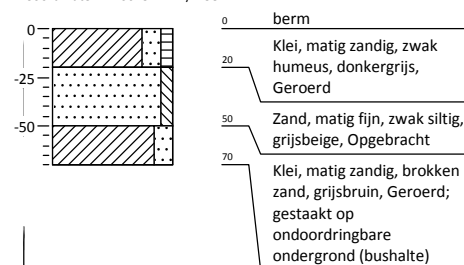 0
-25
-50
0
berm
Klei, matig zandig, zwak
humeus, donkergrijs,
Geroerd
20
Zand, matig fijn, zwak siltig,
grijsbeige, Opgebracht
50
Klei, matig zandig, brokken
zand, grijsbruin, Geroerd;
gestaakt op
ondoordringbare
ondergrond (bushalte)
70